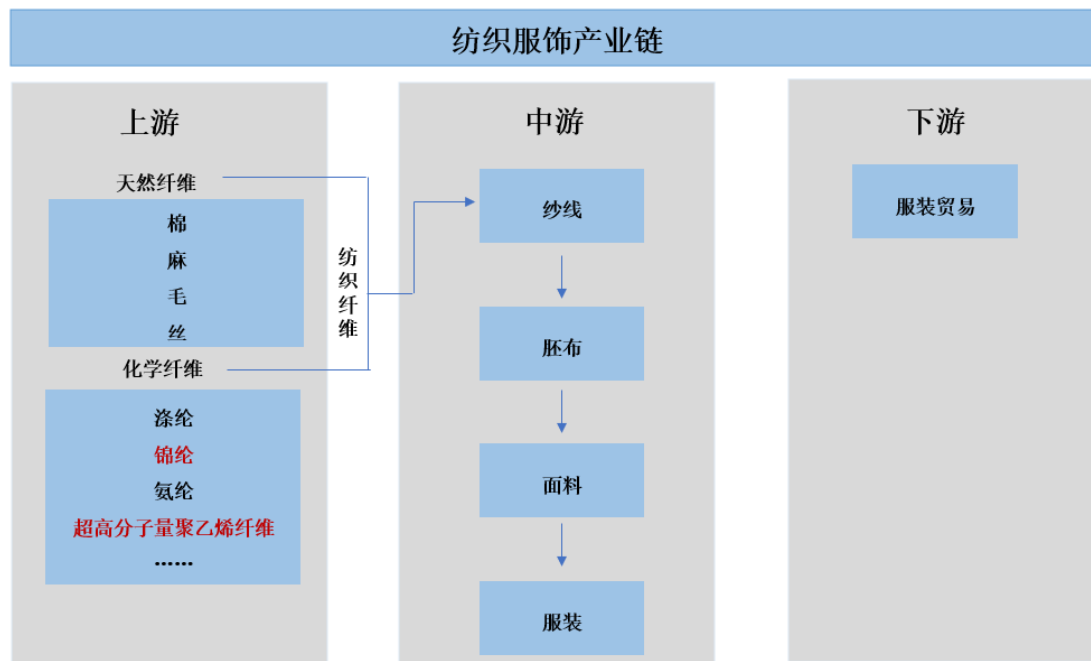 纺织服饰产业链
上游
天然纤维
棉
麻
毛
丝
化学纤维
涤纶
锦纶
氨纶
超高分子量聚乙烯纤维
……
纺织纤维
中游
纱线
胚布
面料
服装
下游
服装贸易